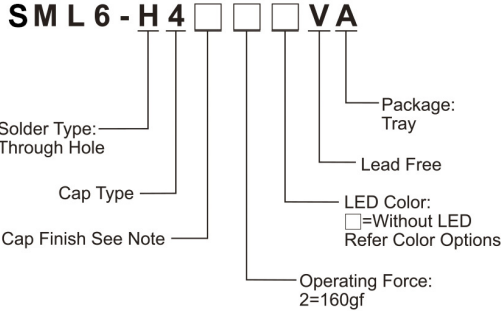 SML6-H4□□□VA
Package:
Tray
Solder Type:
Through Hole
Lead Free
Cap Type
LED Color:
□=Without LED
Refer Color Options
Cap Finish See Note
Operating Force:
2=160gf